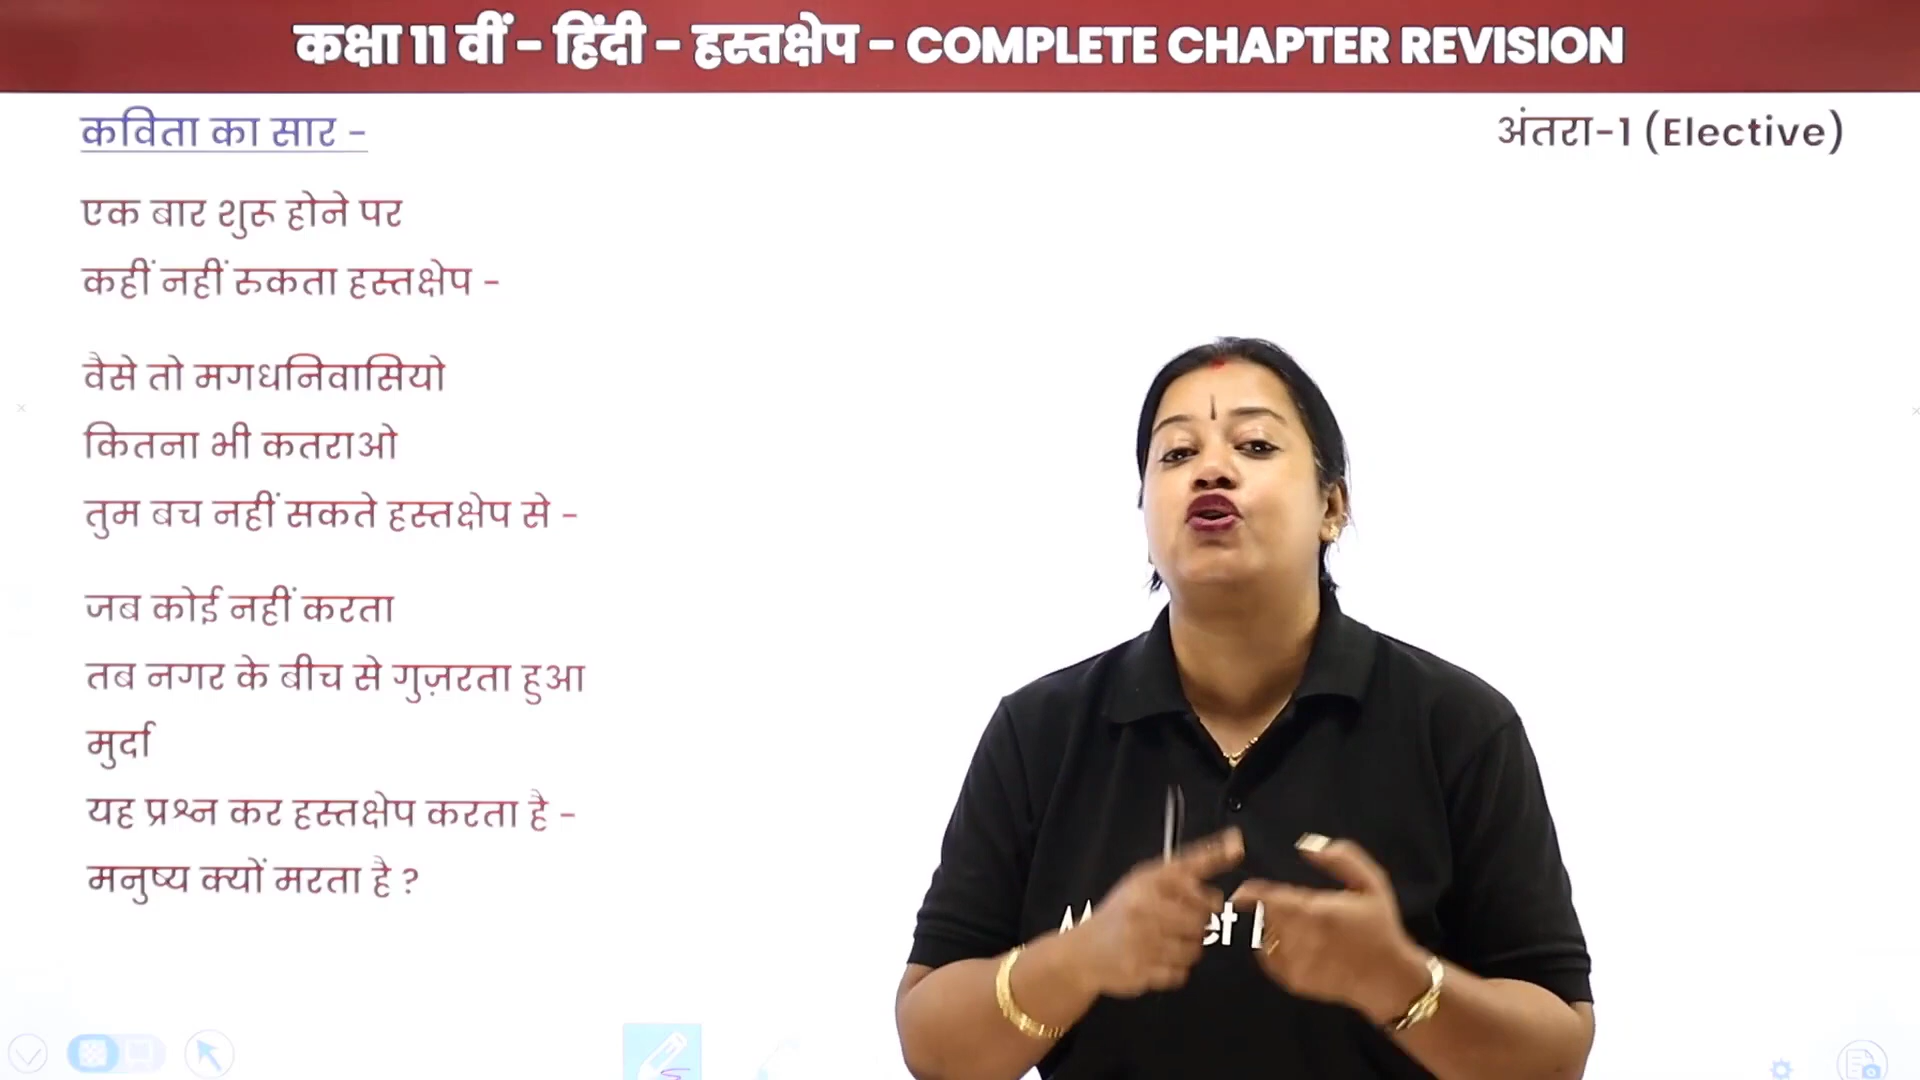 कक्षा 11 वीं - हिंदी - हस्तक्षेप - COMPLETE CHAPTER REVISION
कविता का सार -
अंतरा-1 (Elective)
एक बार शुरू होने पर
कहीं नहीं रुकता हस्तक्षेप -
वैसे तो मगधनिवासियो
कितना भी कतराओ
तुम बच नहीं सकते हस्तक्षेप से -
जब कोई नहीं करता
तब नगर के बीच से गुज़रता हुआ
मुर्दा
यह प्रश्न कर हस्तक्षेप करता है -
मनुष्य क्यों मरता है ?